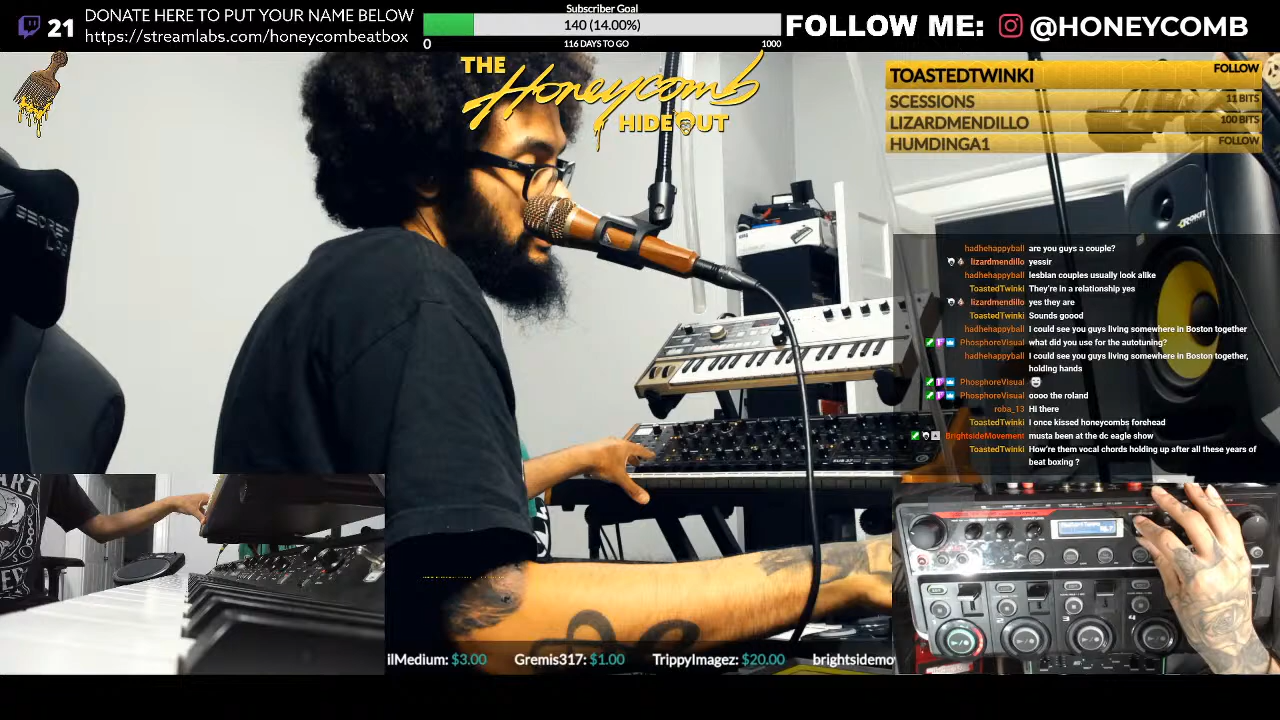 21
DONATE HERE TO PUT YOUR NAME BELOW
https://streamlabs.com/honeycombeatbox
Subscriber Goal
140 (14.00%)
0
116 DAYS TO GO
1000
FOLLOW ME: @HONEYCOMB
THE
Honeycomb
HIDEOUT
TOASTEDTWINKI FOLLOW
SCESSIONS 11 BITS
LIZARDMENDILLO 100 BITS
HUMDINGA1 FOLLOW
SECRET
LAB
ROKIT
hadhehappyball are you guys a couple?
lizardmendillo yessir
hadhehappyball lesbian couples usually look alike
ToastedTwinki They're in a relationship yes
lizardmendillo yes they are
ToastedTwinki Sounds goood
hadhehappyball I could see you guys living somewhere in Boston together
PhosphoreVisual what did you use for the autotuning?
hadhehappyball I could see you guys living somewhere in Boston together,
holding hands
PhosphoreVisual
PhosphoreVisual oooo the roland
roba_13 Hi there
ToastedTwinki I once kissed honeycombs forehead
BrightsideMovement musta been at the dc eagle show
ToastedTwinki How're them vocal chords holding up after all these years of
beat boxing ?
ilMedium: $3.00 Gremis317: $1.00 TrippyImagez: $20.00 brightsidemo